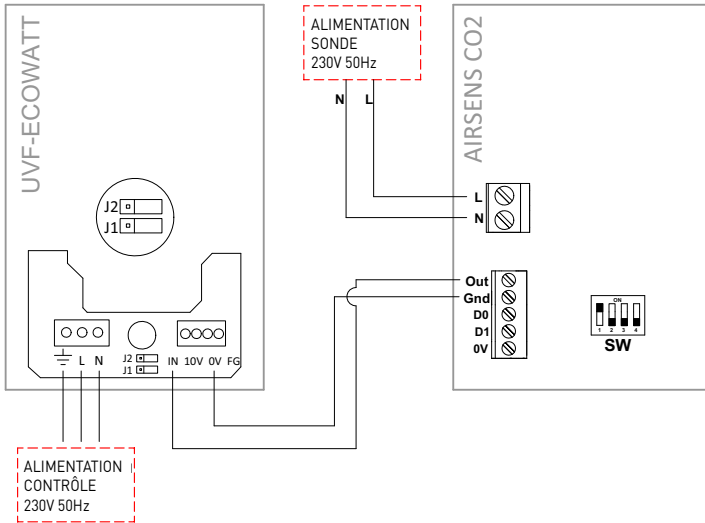 UVF-ECOWATT
J2
J1
L N
J2
J1
IN 10V 0V FG
ALIMENTATION
CONTRÔLE
230V 50Hz
ALIMENTATION
SONDE
230V 50Hz
N L
AIRSENS CO2
L
N
Out
Gnd
D0
D1
0V
ON
1 2 3 4
SW